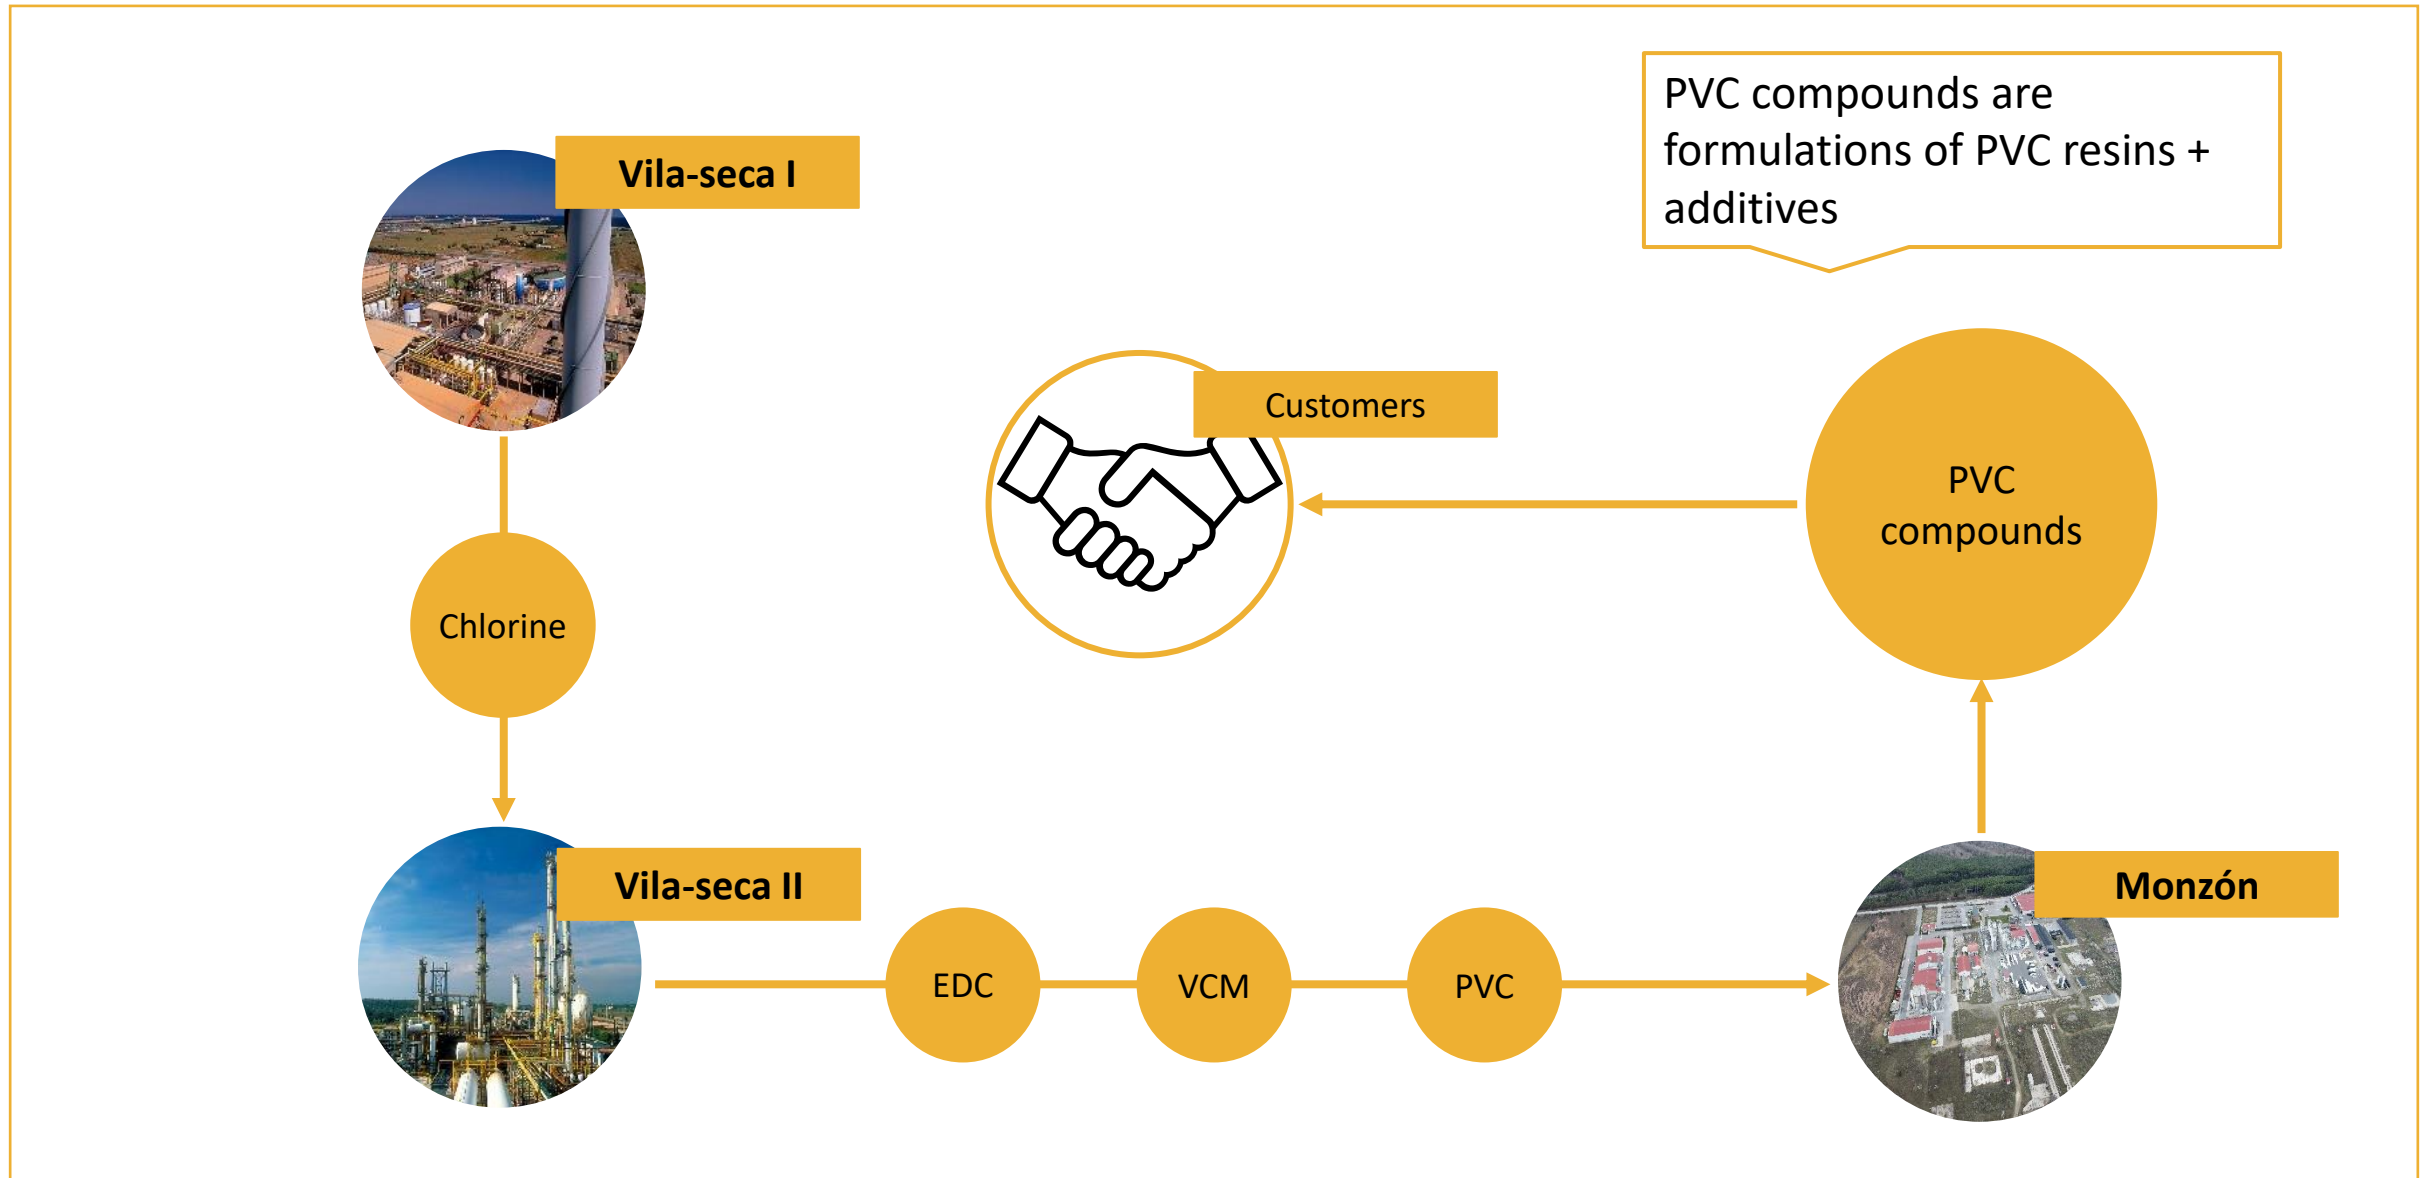 PVC compounds are
formulations of PVC resins +
additives
Vila-seca I
Customers
PVC
compounds
Chlorine
Vila-seca II
Monzón
EDC
VCM
PVC